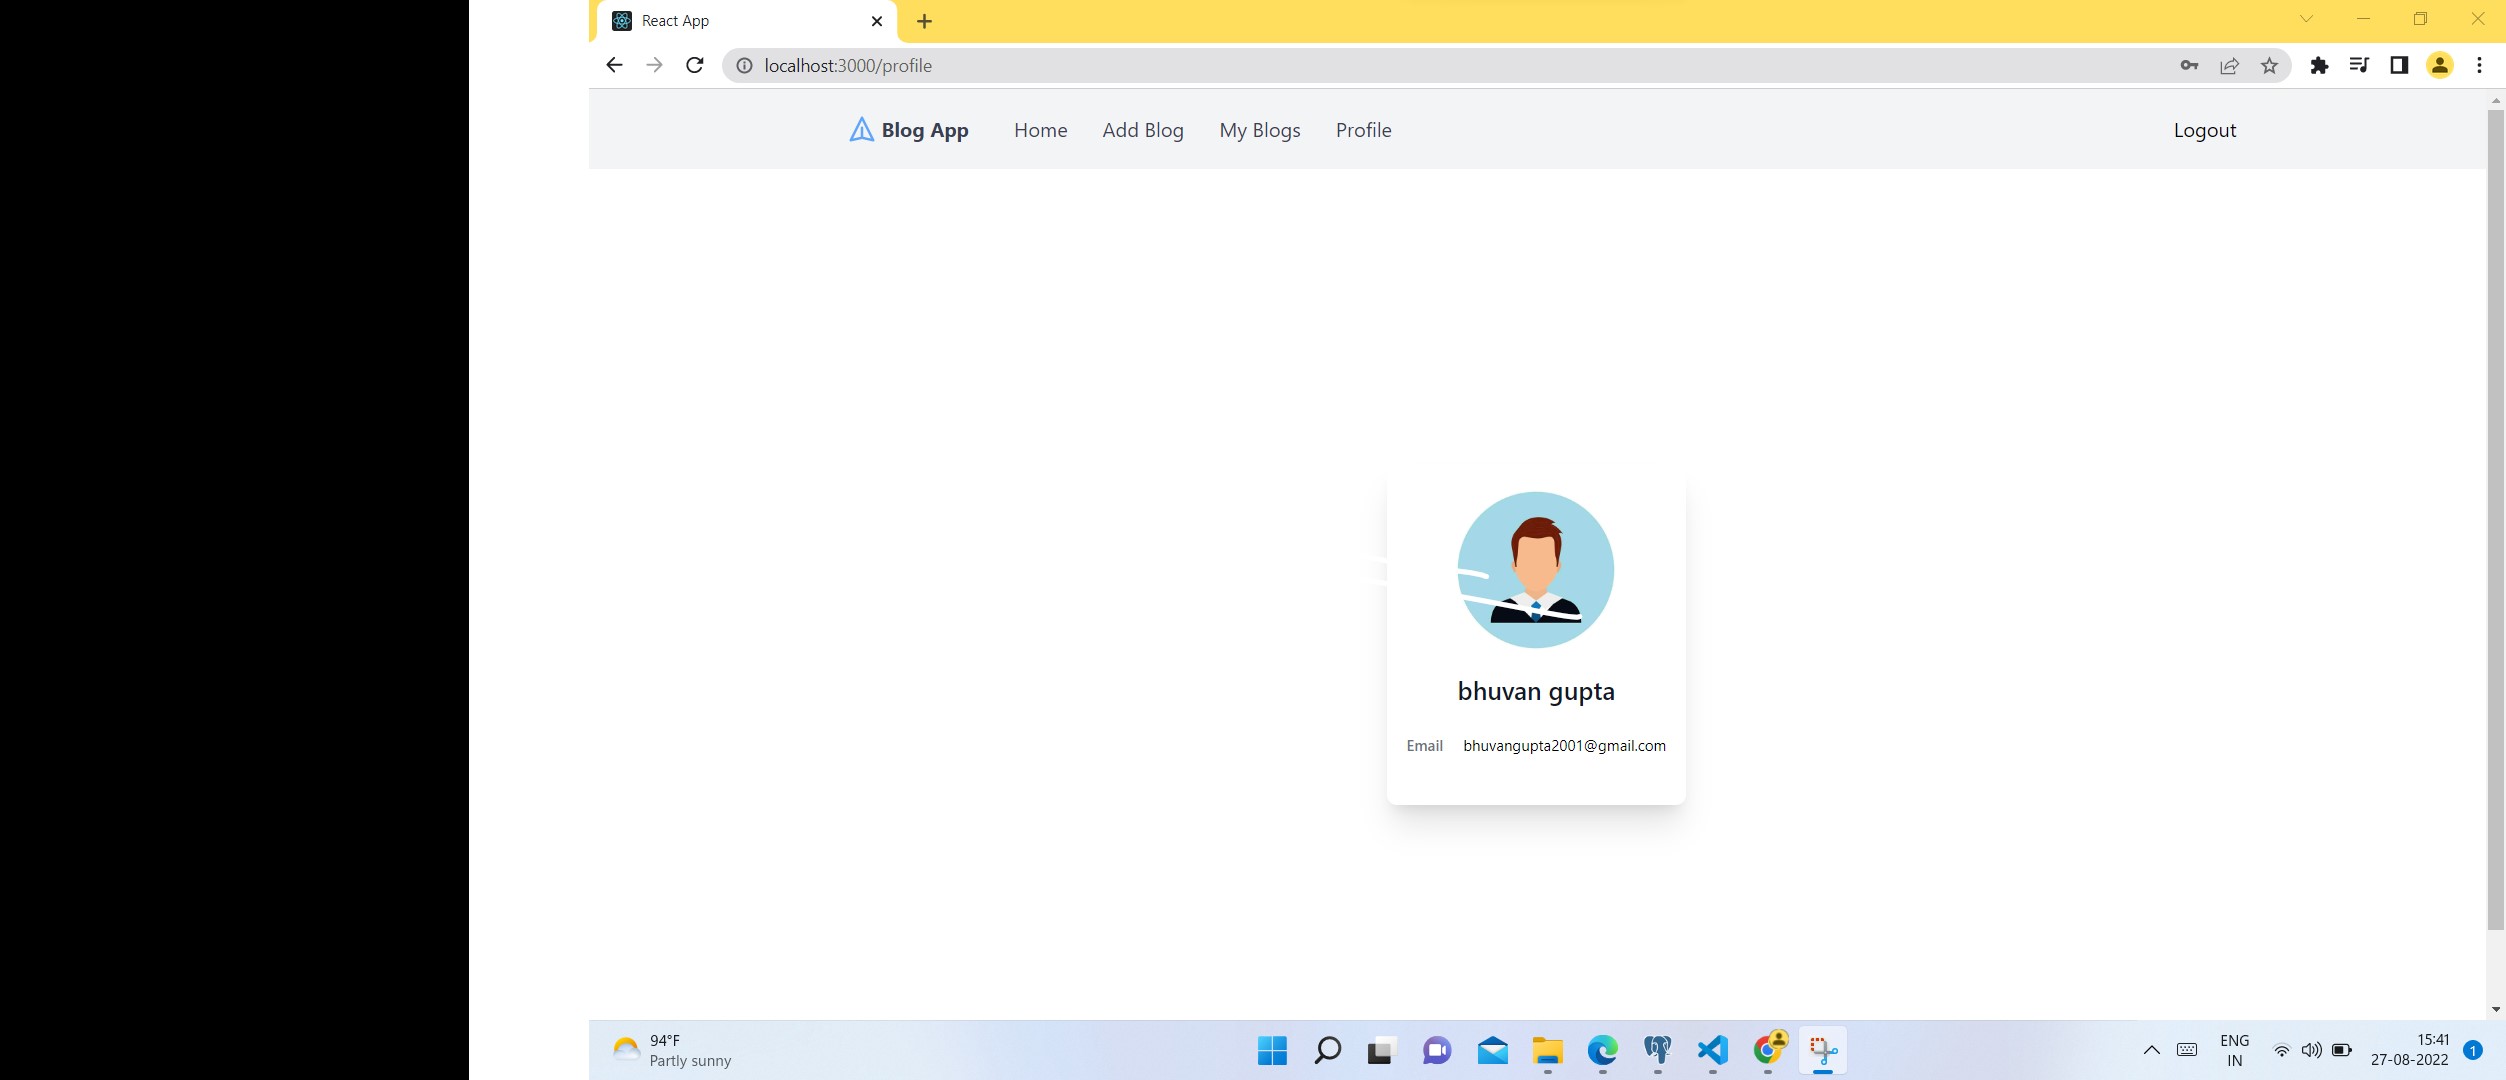 React App
localhost:3000/profile
Blog App Home Add Blog My Blogs Profile Logout
bhuvan gupta
Email bhuvangupta2001@gmail.com
94°F
Partly sunny
ENG
IN
15:41
27-08-2022
1